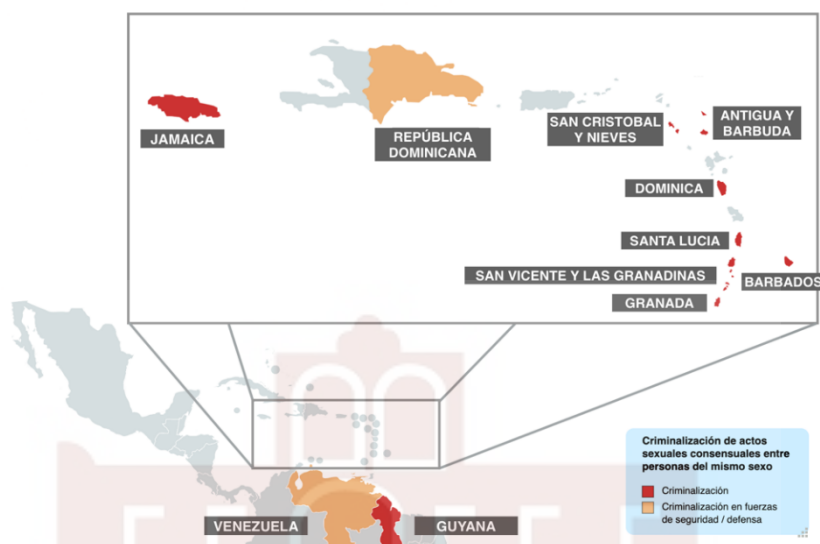 JAMAICA
REPÚBLICA
DOMINICANA
SAN CRISTOBAL
Y NIEVES
ANTIGUA Y
BARBUDA
DOMINICA
SANTA LUCIA
SAN VICENTE Y LAS GRANADINAS
BARBADOS
GRANADA
VENEZUELA
GUYANA
Criminalización de actos
sexuales consensuales entre
personas del mismo sexo
Criminalización
Criminalización en fuerzas
de seguridad / defensa